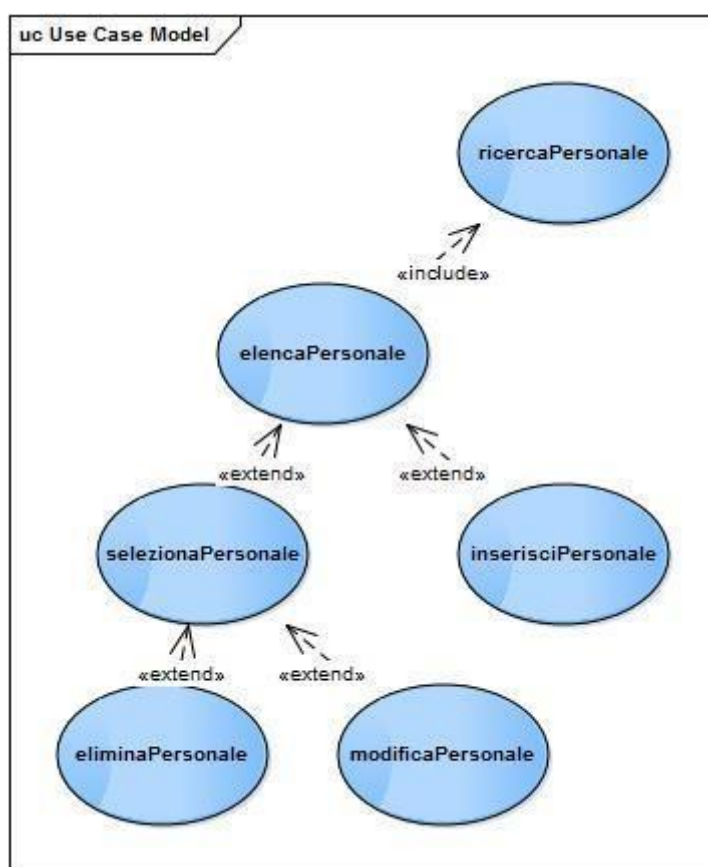 uc Use Case Model
ricercaPersonale
«include»
elencaPersonale
«extend»
«extend»
selezionaPersonale
inserisciPersonale
«extend»
«extend»
eliminaPersonale
modificaPersonale